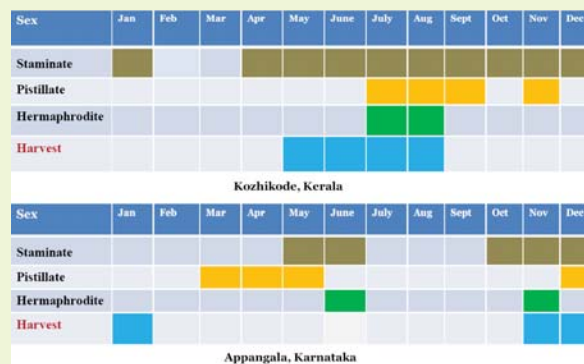 Sex Jan Feb Mar Apr May June July Aug Sept Oct Nov Dec
Staminate
Pistillate
Hermaphrodite
Harvest
Kozhikode, Kerala
Sex Jan Feb Mar Apr May June July Aug Sept Oct Nov Dec
Staminate
Pistillate
Hermaphrodite
Harvest
Appangala, Karnataka